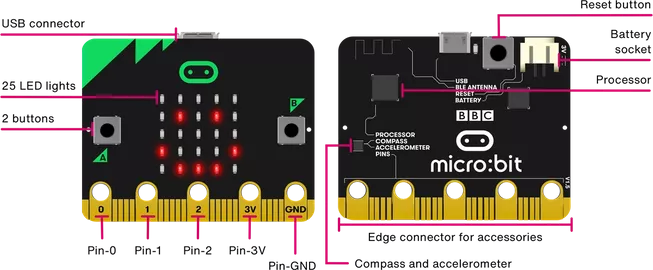 USB connector
25 LED lights
2 buttons
A
B
0 1 2 3V GND
Pin-0 Pin-1 Pin-2 Pin-3V
Pin-GND
Reset button
Battery
socket
Processor
3V
USB
BLE ANTENNA
RESET
BATTERY
BBC
micro:bit
PROCESSOR
COMPASS
ACCELEROMETER
PINS
V1.5
Edge connector for accessories
Compass and accelerometer